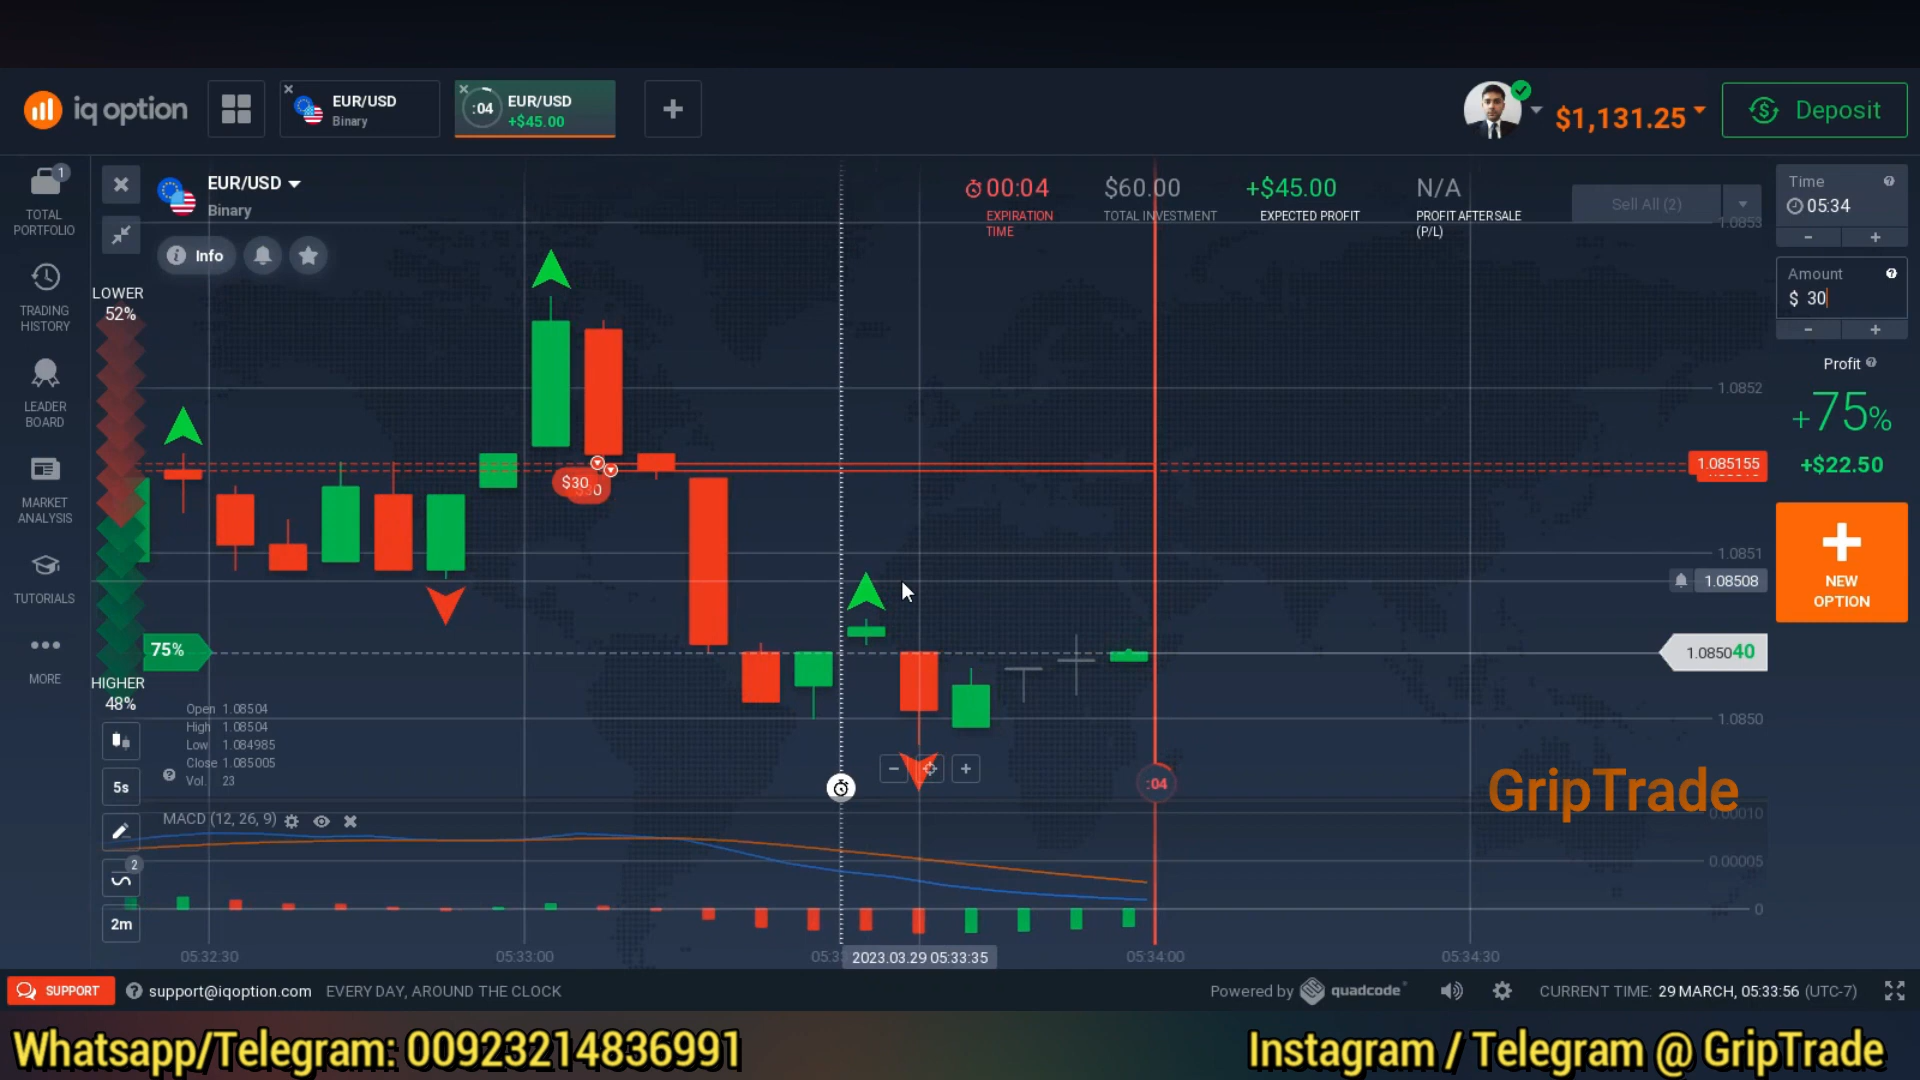 iq option
EUR/USD
Binary
:04
EUR/USD
+$45.00
$1,131.25
Deposit
1
TOTAL
PORTFOLIO
TRADING
HISTORY
LEADER
BOARD
MARKET
ANALYSIS
TUTORIALS
MORE
EUR/USD
Binary
Info
00:04
EXPIRATION
TIME
$60.00
TOTAL INVESTMENT
+$45.00
EXPECTED PROFIT
N/A
PROFIT AFTER SALE
(P/L)
Sell All (2)
1.0853
1.0852
1.085155
1.0851
1.08508
1.085040
1.0850
LOWER
52%
75%
HIGHER
48%
$30
$30
Open 1.08504
High 1.08504
Low 1.084985
Close 1.085005
Vol. 23
5s
2
2m
MACD (12, 26, 9)
:04
GripTrade
0.00010
0.00005
0
05:32:30
05:33:00
2023.03.29 05:33:35
05:34:00
05:34:30
Time
05:34
Amount
$ 30
Profit
+75%
+$22.50
NEW
OPTION
SUPPORT
support@iqoption.com
EVERY DAY, AROUND THE CLOCK
Powered by quadcode
CURRENT TIME: 29 MARCH, 05:33:56 (UTC-7)
Whatsapp/Telegram: 00923214836991
Instagram / Telegram @ GripTrade